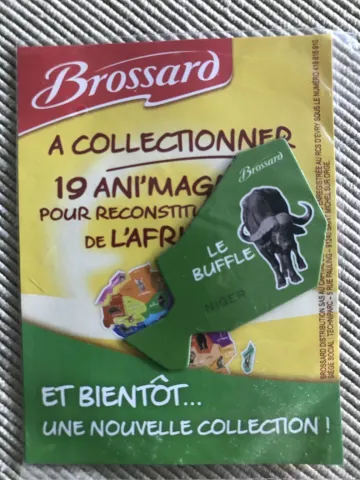 Brossard
A COLLECTIONNER
19 ANI'MAG
Brossard
POUR RECONSTITU
DE L'AFRI
LE
BUFFLE
NIGER
ET BIENTÔT...
UNE NOUVELLE COLLECTION !